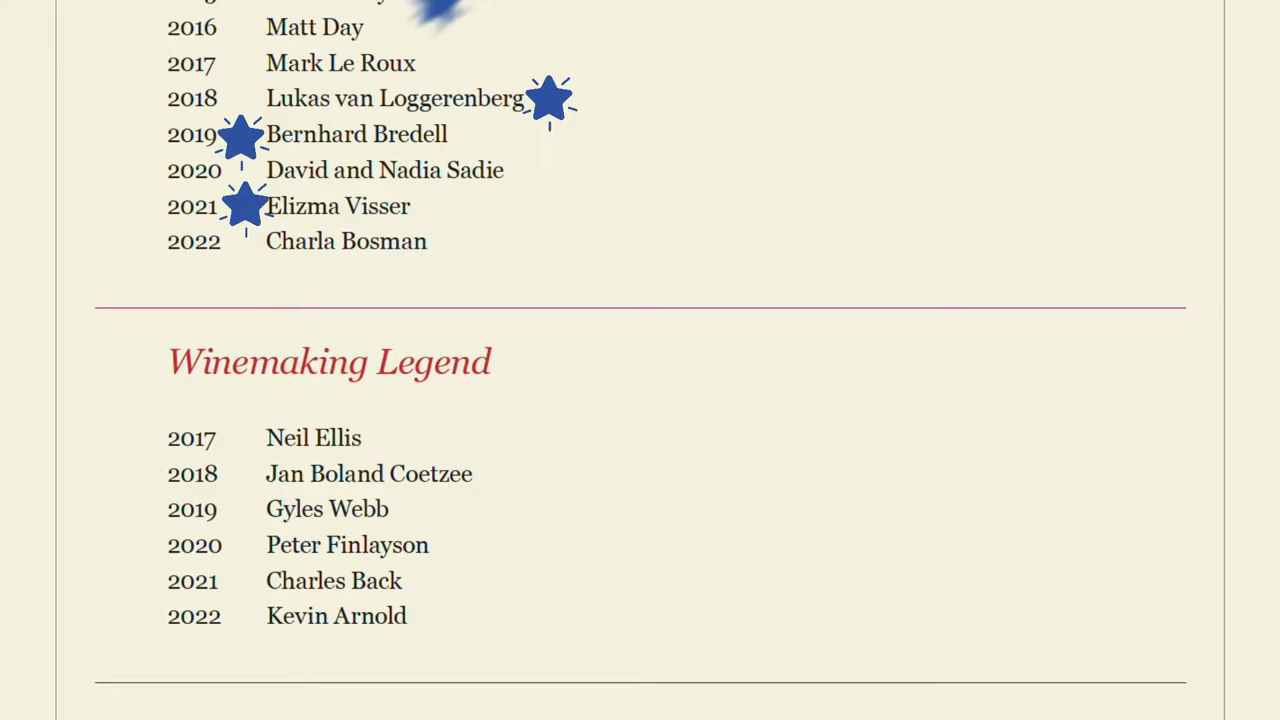 2016 Matt Day
2017 Mark Le Roux
2018 Lukas van Loggerenberg
2019 Bernhard Bredell
2020 David and Nadia Sadie
2021 Elizma Visser
2022 Charla Bosman
Winemaking Legend
2017 Neil Ellis
2018 Jan Boland Coetzee
2019 Gyles Webb
2020 Peter Finlayson
2021 Charles Back
2022 Kevin Arnold